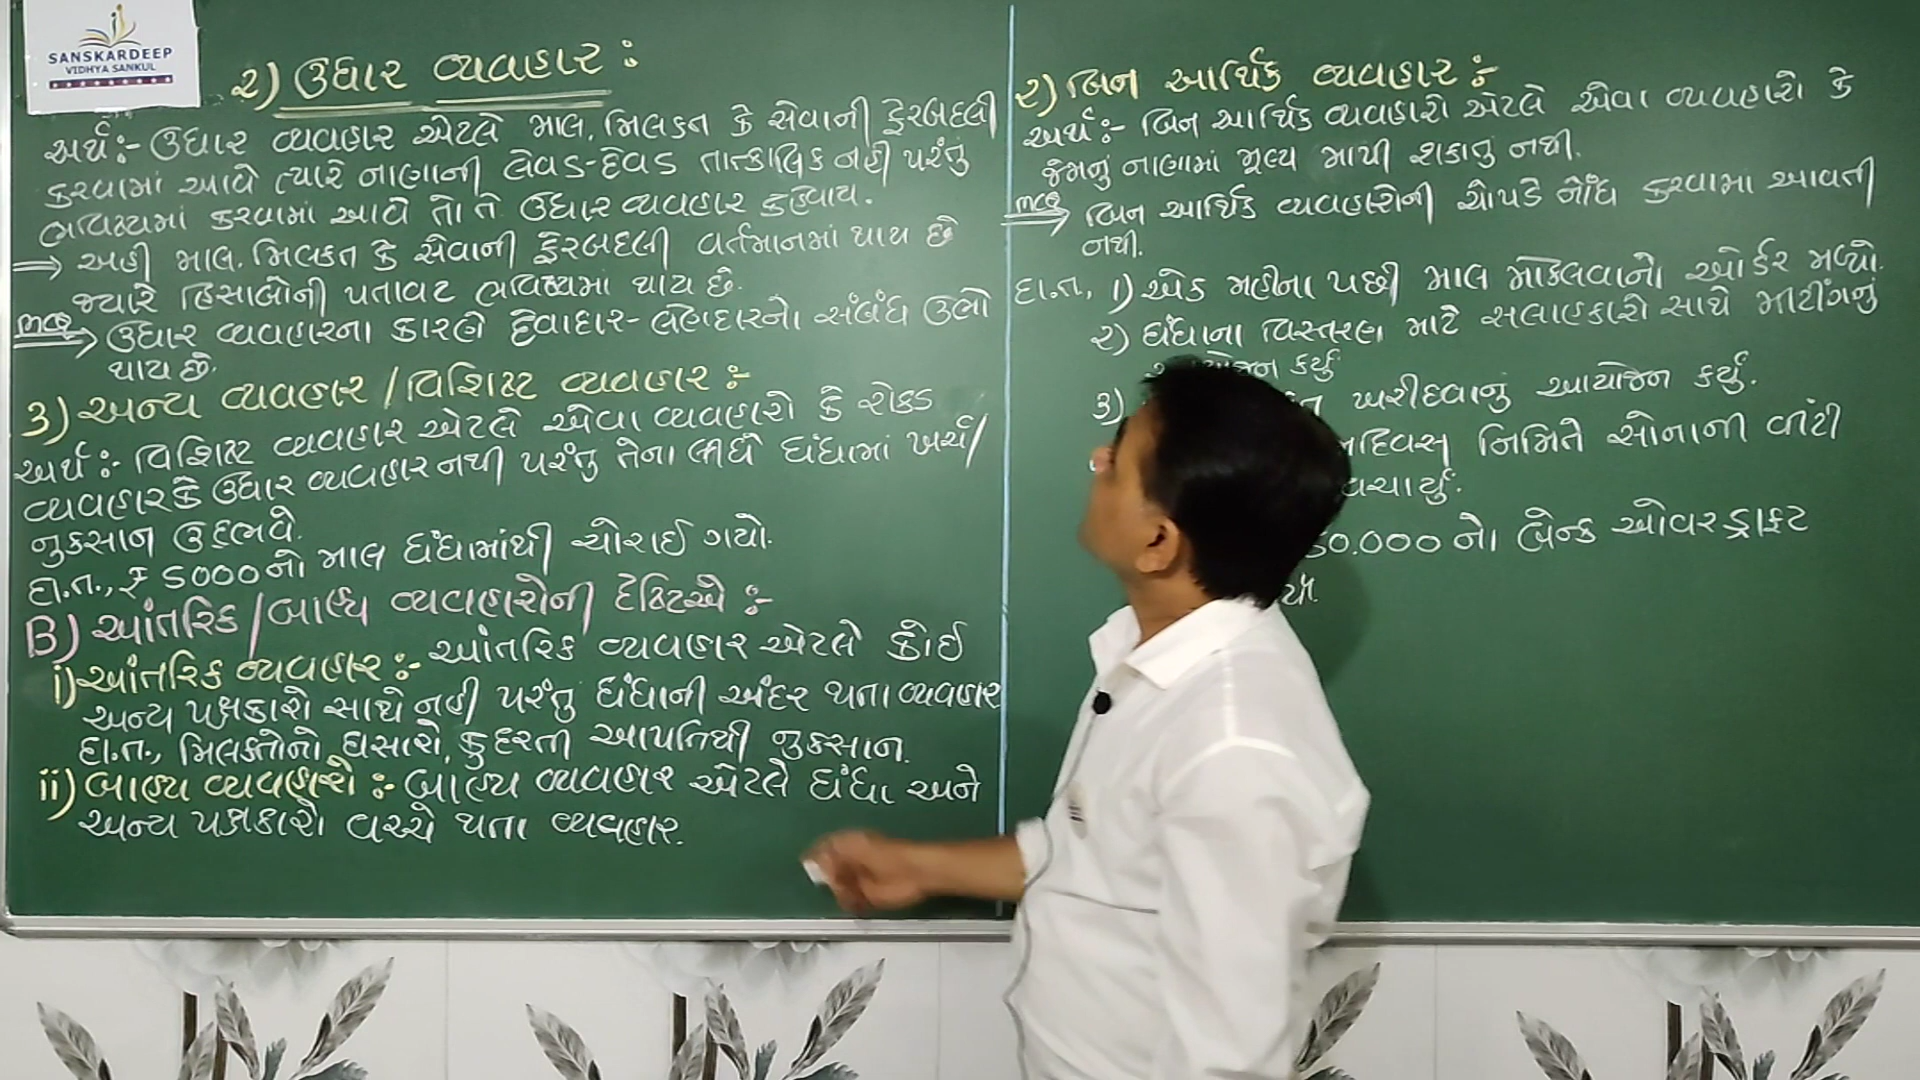 SANSKARDEEP
VIDHYA SANKUL
૨) ઉધાર વ્યવહાર :
અર્થ :- ઉધાર વ્યવહાર એટલે માલ, મિલકત કે સેવાની ફેરબદલી
કરવામાં આવે ત્યારે નાણાની લેવડ-દેવડ તાત્કાલિક નહી પરંતુ
ભવિષ્યમાં કરવામાં આવે તો તે ઉધાર વ્યવહાર કહેવાય.
⇒ અહી માલ, મિલકત કે સેવાની ફેરબદલી વર્તમાનમાં થાય છે
જ્યારે હિસાબોની પતાવટ ભવિષ્યમાં થાય છે.
MCQ ⇒ ઉધાર વ્યવહારના કારણે દેવાદાર-લેણદારનો સંબંધ ઉભો
થાય છે.
૩) અન્ય વ્યવહાર / વિશિષ્ટ વ્યવહાર :-
અર્થ :- વિશિષ્ટ વ્યવહાર એટલે એવા વ્યવહારો કે રોકડ
વ્યવહાર કે ઉધાર વ્યવહાર નથી પરંતુ તેના લીધે ધંધામાં ખર્ચ/
નુકસાન ઉદ્દભવે.
દા.ત., ₹ ૬૦૦૦ નો માલ ધંધામાંથી ચોરાઈ ગયો.
B) આંતરિક / બાહ્ય વ્યવહારોની દૃષ્ટિએ :-
i) આંતરિક વ્યવહાર :- આંતરિક વ્યવહાર એટલે કોઈ
અન્ય પક્ષકારો સાથે નહી પરંતુ ધંધાની અંદર થતા વ્યવહાર
દા.ત., મિલકતોનો ઘસારો, કુદરતી આપત્તિથી નુકસાન.
ii) બાહ્ય વ્યવહારો :- બાહ્ય વ્યવહાર એટલે ધંધા અને
અન્ય પક્ષકારો વચ્ચે થતા વ્યવહાર.
૨) બિન આર્થિક વ્યવહાર :-
અર્થ :- બિન આર્થિક વ્યવહારો એટલે એવા વ્યવહારો કે
જેમનું નાણામાં મૂલ્ય માપી શકાતુ નથી.
MCQ ⇒ બિન આર્થિક વ્યવહારોની ચોપડે નોંધ કરવામા આવતી
નથી.
દા.ત., ૧) એક મહીના પછી માલ મોકલવાનો ઓર્ડર મળ્યો.
૨) ધંધાના વિસ્તરણ માટે સલાહકારો સાથે મીટીંગનું
કર્યું.
૩) ખરીદવાનું આયોજન કર્યું.
નિમિતે સોનાની વીંટી
બેન્ક ઓવરડ્રાફ્ટ